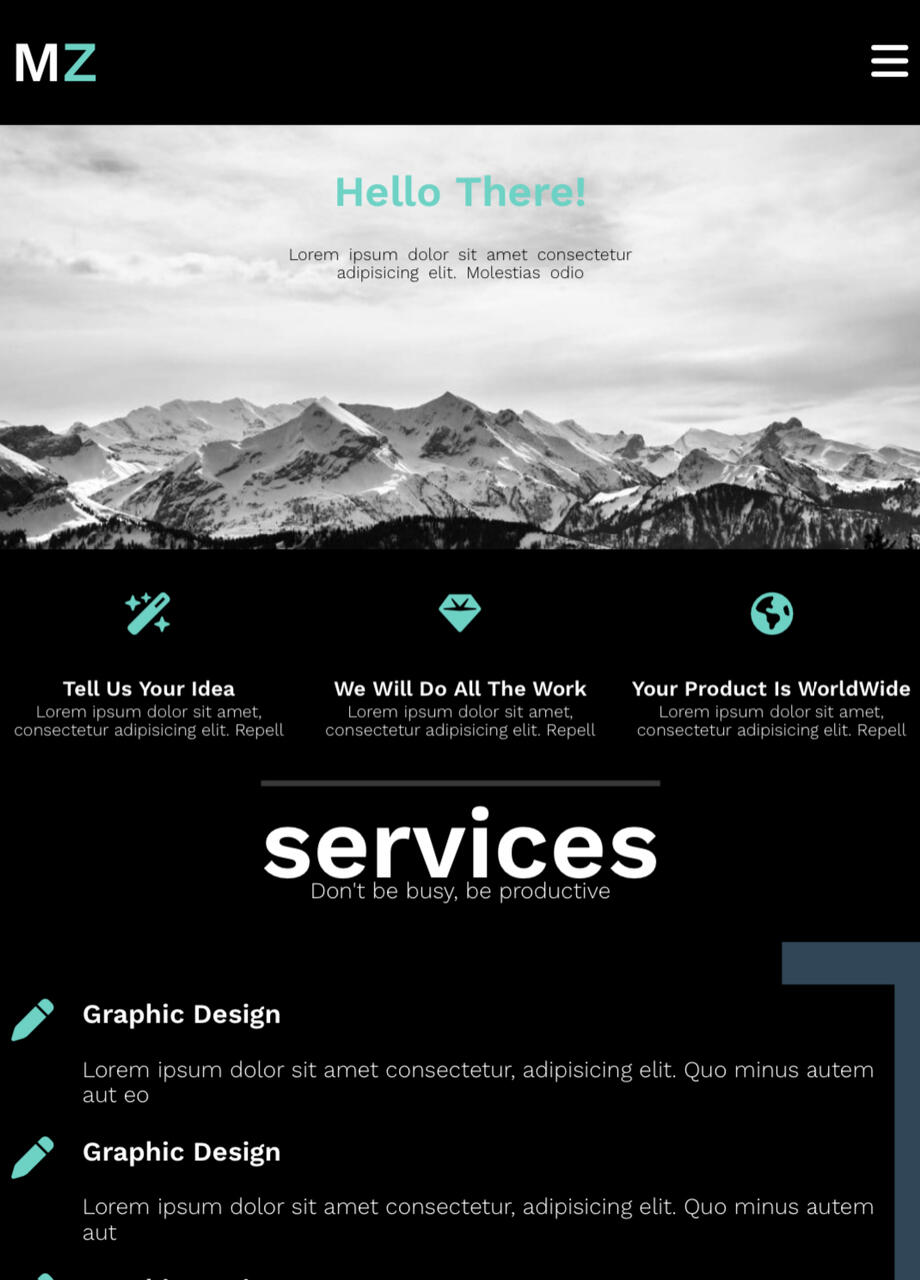 MZ
Hello There!
Lorem ipsum dolor sit amet consectetur
adipisicing elit. Molestias odio
Tell Us Your Idea
Lorem ipsum dolor sit amet,
consectetur adipisicing elit. Repell
We Will Do All The Work
Lorem ipsum dolor sit amet,
consectetur adipisicing elit. Repell
Your Product Is WorldWide
Lorem ipsum dolor sit amet,
consectetur adipisicing elit. Repell
services
Don't be busy, be productive
Graphic Design
Lorem ipsum dolor sit amet consectetur, adipisicing elit. Quo minus autem
aut eo
Graphic Design
Lorem ipsum dolor sit amet consectetur, adipisicing elit. Quo minus autem
aut